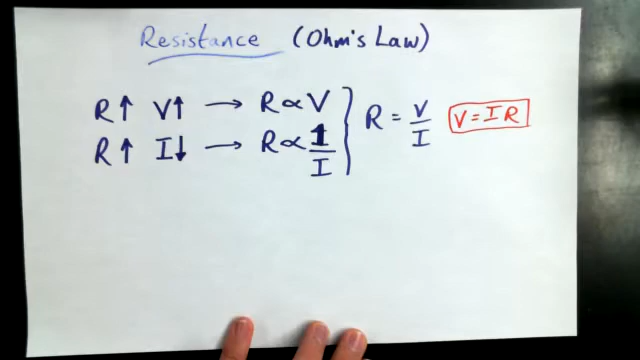 Resistance (Ohm's Law)
R↑ V↑ → R ∝ V } R = V/I V = IR
R↑ I↓ → R ∝ 1/I